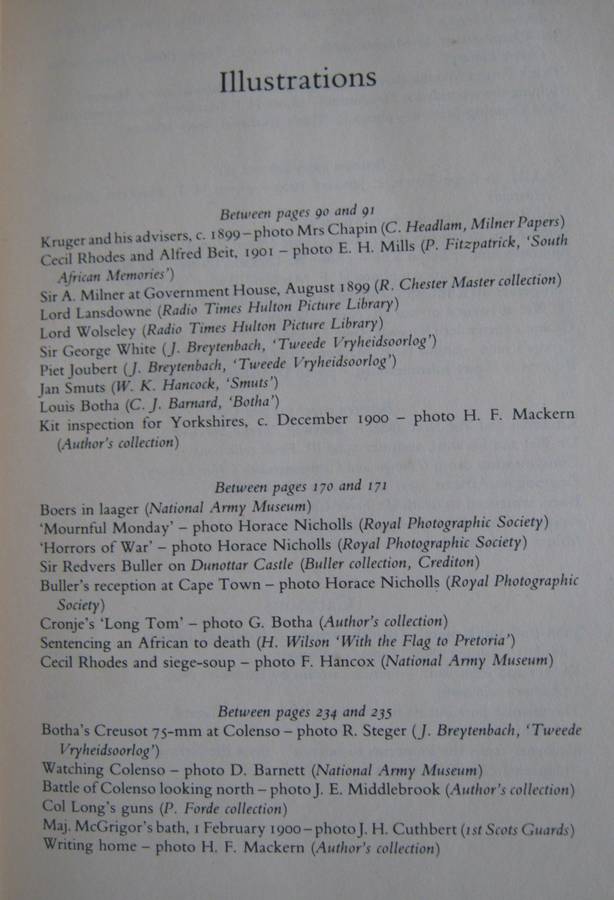 Illustrations
Between pages 90 and 91
Kruger and his advisers, c. 1899 – photo Mrs Chapin (C. Headlam, Milner Papers)
Cecil Rhodes and Alfred Beit, 1901 – photo E. H. Mills (P. Fitzpatrick, ‘South
African Memories’)
Sir A. Milner at Government House, August 1899 (R. Chester Master collection)
Lord Lansdowne (Radio Times Hulton Picture Library)
Lord Wolseley (Radio Times Hulton Picture Library)
Sir George White (J. Breytenbach, ‘Tweede Vryheidsoorlog’)
Piet Joubert (J. Breytenbach, ‘Tweede Vryheidsoorlog’)
Jan Smuts (W. K. Hancock, ‘Smuts’)
Louis Botha (C. J. Barnard, ‘Botha’)
Kit inspection for Yorkshires, c. December 1900 – photo H. F. Mackern
(Author’s collection)
Between pages 170 and 171
Boers in laager (National Army Museum)
‘Mournful Monday’ – photo Horace Nicholls (Royal Photographic Society)
‘Horrors of War’ – photo Horace Nicholls (Royal Photographic Society)
Sir Redvers Buller on Dunottar Castle (Buller collection, Crediton)
Buller’s reception at Cape Town – photo Horace Nicholls (Royal Photographic
Society)
Cronje’s ‘Long Tom’ – photo G. Botha (Author’s collection)
Sentencing an African to death (H. Wilson ‘With the Flag to Pretoria’)
Cecil Rhodes and siege-soup – photo F. Hancox (National Army Museum)
Between pages 234 and 235
Botha’s Creusot 75-mm at Colenso – photo R. Steger (J. Breytenbach, ‘Tweede
Vryheidsoorlog’)
Watching Colenso – photo D. Barnett (National Army Museum)
Battle of Colenso looking north – photo J. E. Middlebrook (Author’s collection)
Col Long’s guns (P. Forde collection)
Maj. McGrigor’s bath, 1 February 1900 – photo J. H. Cuthbert (1st Scots Guards)
Writing home – photo H. F. Mackern (Author’s collection)